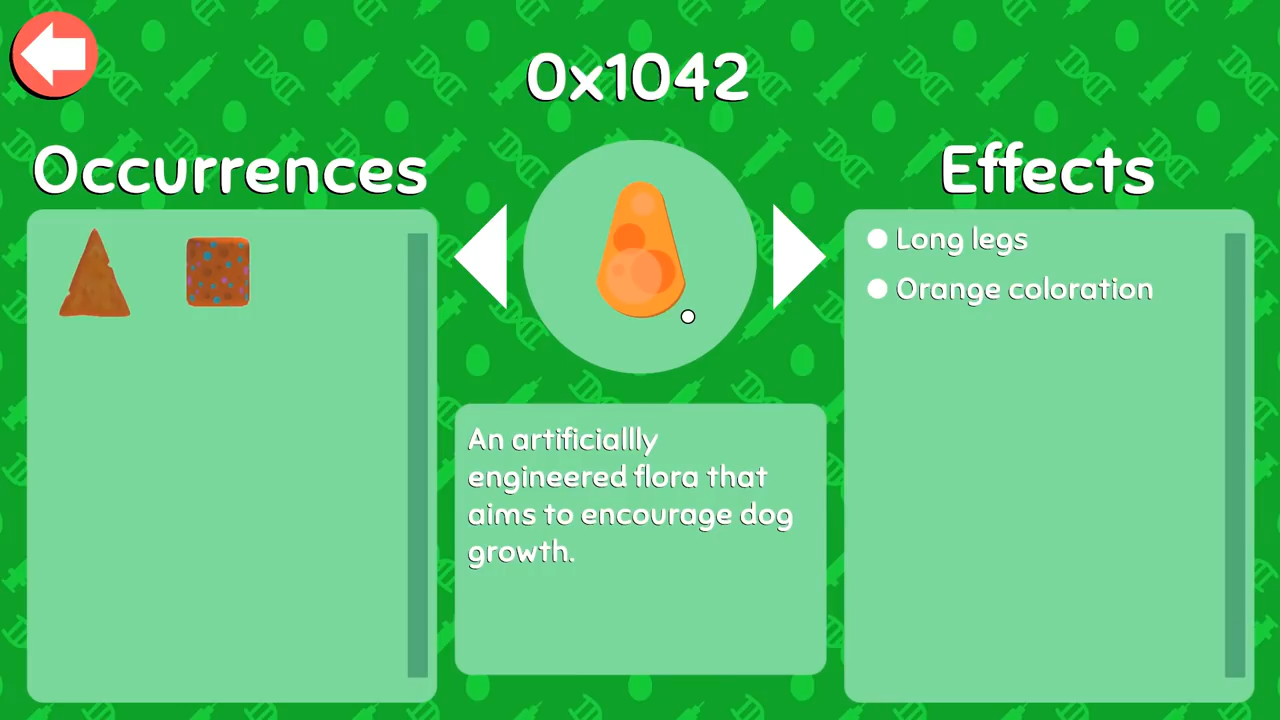 0x1042
Occurrences
Effects
Long legs
Orange coloration
An artificiallly
engineered flora that
aims to encourage dog
growth.